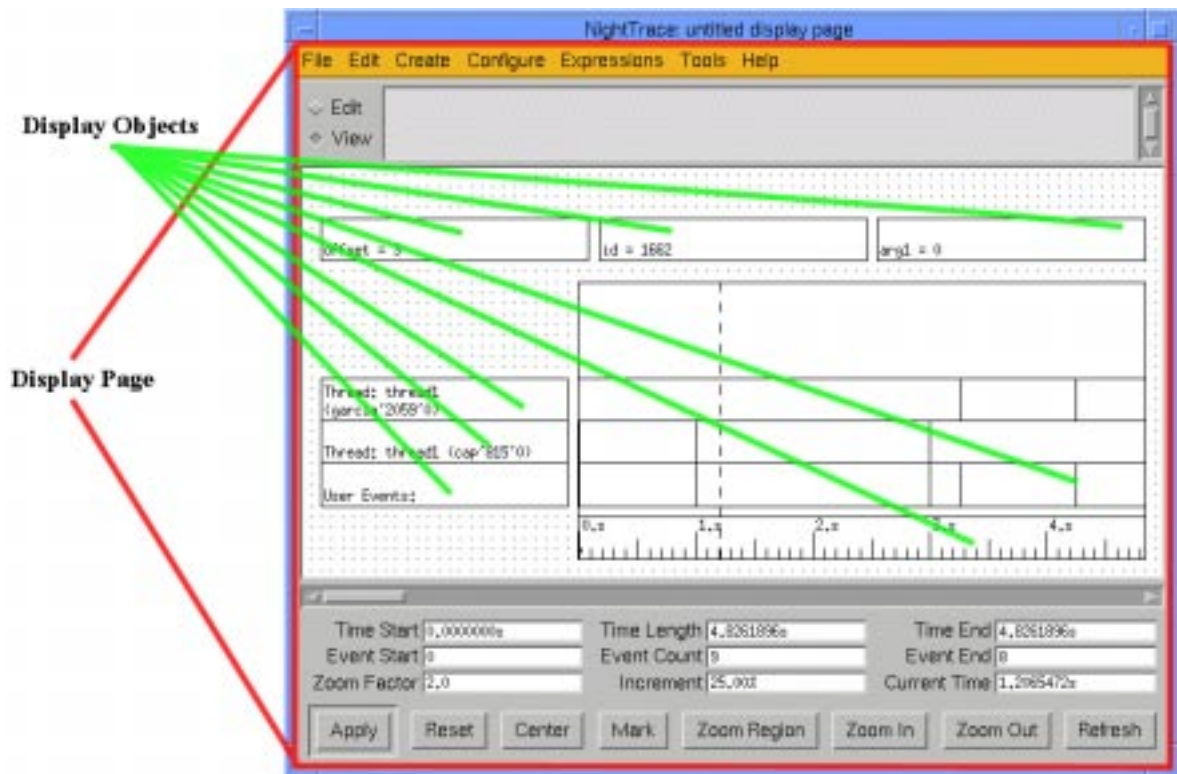 NightTrace: untitled display page
File Edit Create Configure Expressions Tools Help
Edit
View
Display Objects
offset = 3
id = 1662
arg1 = 0
Display Page
Thread: thread1
Thread: thread1
User Events:
0.s 1.s 2.s 3.s 4.s
Time Start 0.0000000s Time Length 4.8261896s Time End 4.8261896s
Event Start 0 Event Count 9 Event End 8
Zoom Factor 2.0 Increment 25.00% Current Time
Apply Reset Center Mark Zoom Region Zoom In Zoom Out Refresh